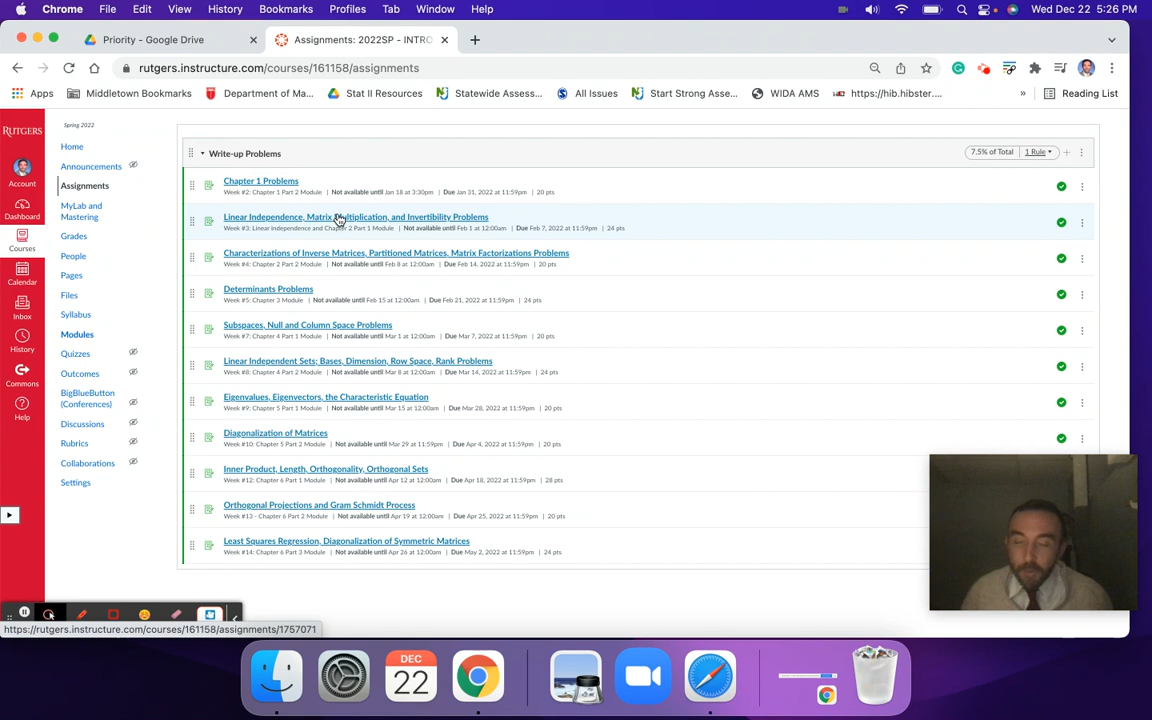 Chrome File Edit View History Bookmarks Profiles Tab Window Help Wed Dec 22 5:26 PM
Priority - Google Drive Assignments: 2022SP - INTRO
rutgers.instructure.com/courses/161158/assignments
Apps Middletown Bookmarks Department of Ma... Stat II Resources Statewide Assess... All Issues Start Strong Asse... WIDA AMS https://hib.hibster.... » Reading List
RUTGERS
Account
Dashboard
Courses
Calendar
Inbox
History
Commons
Help
Spring 2022
Home
Announcements
Assignments
MyLab and
Mastering
Grades
People
Pages
Files
Syllabus
Modules
Quizzes
Outcomes
BigBlueButton
(Conferences)
Discussions
Rubrics
Collaborations
Settings
Write-up Problems 7.5% of Total 1 Rule
Chapter 1 Problems
Week #2: Chapter 1 Part 2 Module | Not available until Jan 18 at 3:30pm | Due Jan 31, 2022 at 11:59pm | 20 pts
Linear Independence, Matrix Multiplication, and Invertibility Problems
Week #3: Linear Independence and Chapter 2 Part 1 Module | Not available until Feb 1 at 12:00am | Due Feb 7, 2022 at 11:59pm | 24 pts
Characterizations of Inverse Matrices, Partitioned Matrices, Matrix Factorizations Problems
Week #4: Chapter 2 Part 2 Module | Not available until Feb 8 at 12:00am | Due Feb 14, 2022 at 11:59pm | 20 pts
Determinants Problems
Week #5: Chapter 3 Module | Not available until Feb 15 at 12:00am | Due Feb 21, 2022 at 11:59pm | 24 pts
Subspaces, Null and Column Space Problems
Week #7: Chapter 4 Part 1 Module | Not available until Mar 1 at 12:00am | Due Mar 7, 2022 at 11:59pm | 20 pts
Linear Independent Sets; Bases, Dimension, Row Space, Rank Problems
Week #8: Chapter 4 Part 2 Module | Not available until Mar 8 at 12:00am | Due Mar 14, 2022 at 11:59pm | 24 pts
Eigenvalues, Eigenvectors, the Characteristic Equation
Week #9: Chapter 5 Part 1 Module | Not available until Mar 15 at 12:00am | Due Mar 28, 2022 at 11:59pm | 20 pts
Diagonalization of Matrices
Week #10: Chapter 5 Part 2 Module | Not available until Mar 29 at 11:59pm | Due Apr 4, 2022 at 11:59pm | 20 pts
Inner Product, Length, Orthogonality, Orthogonal Sets
Week #12: Chapter 6 Part 1 Module | Not available until Apr 12 at 12:00am | Due Apr 18, 2022 at 11:59pm | 28 pts
Orthogonal Projections and Gram Schmidt Process
Week #13 - Chapter 6 Part 2 Module | Not available until Apr 19 at 12:00am | Due Apr 25, 2022 at 11:59pm | 20 pts
Least Squares Regression, Diagonalization of Symmetric Matrices
Week #14: Chapter 6 Part 3 Module | Not available until Apr 26 at 12:00am | Due May 2, 2022 at 11:59pm | 24 pts
https://rutgers.instructure.com/courses/161158/assignments/1757071
DEC
22